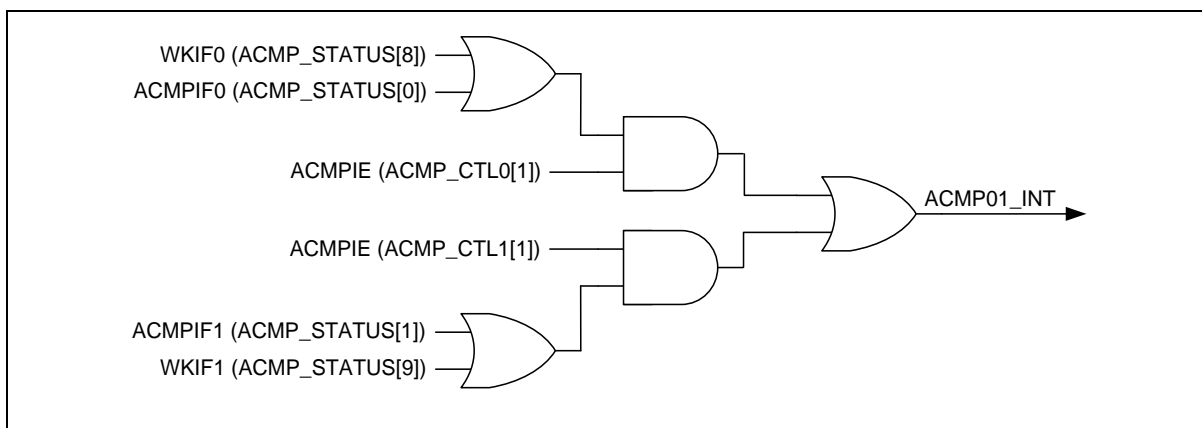 WKIF0 (ACMP_STATUS[8])
ACMPIF0 (ACMP_STATUS[0])
ACMPIE (ACMP_CTL0[1])
ACMP01_INT
ACMPIE (ACMP_CTL1[1])
ACMPIF1 (ACMP_STATUS[1])
WKIF1 (ACMP_STATUS[9])